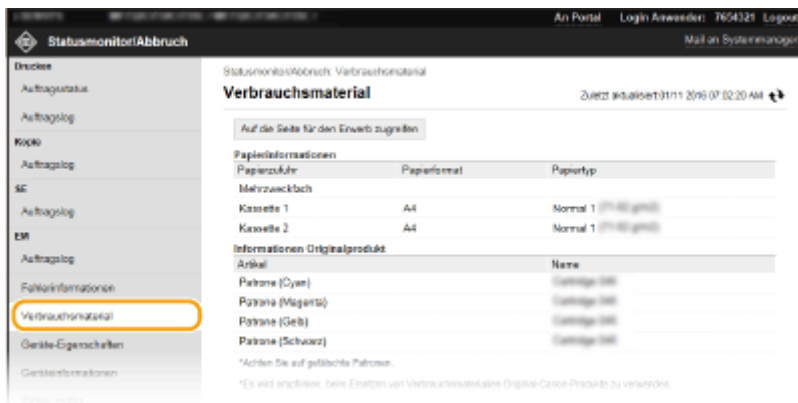 An Portal Login Anwender: 7654321 Logout
Statusmonitor/Abbruch Mail an Systemmanager
Drucken
Auftragsstatus
Auftragslog
Kopie
Auftragslog
SE
Auftragslog
EM
Auftragslog
Fehlerinformationen
Verbrauchsmaterial
Geräte-Eigenschaften
Geräteinformationen
Statusmonitor/Abbruch: Verbrauchsmaterial
Verbrauchsmaterial
Zuletzt aktualisiert:01/11 2016 07:02:20 AM
Auf die Seite für den Erwerb zugreifen
Papierinformationen
Papierzufuhr Papierformat Papiertyp
Mehrzweckfach
Kassette 1 A4 Normal 1
Kassette 2 A4 Normal 1
Informationen Originalprodukt
Artikel Name
Patrone (Cyan)
Patrone (Magenta)
Patrone (Gelb)
Patrone (Schwarz)
*Achten Sie auf gefälschte Patronen.
*Es wird empfohlen, beim Ersetzen von Verbrauchsmaterialien Original-Canon-Produkte zu verwenden.